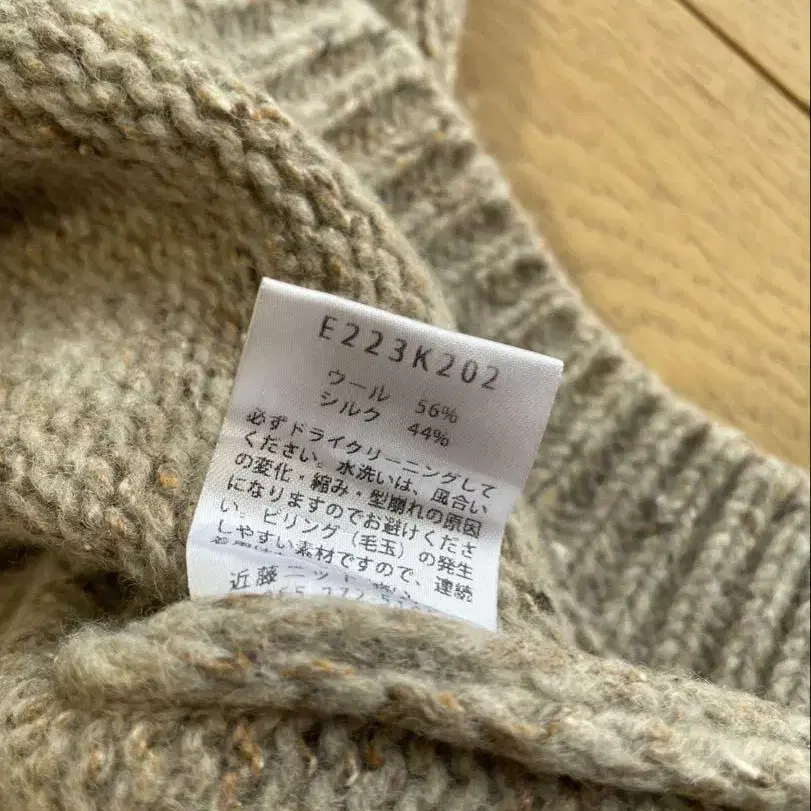 E223K202
ウール 56%
シルク 44%
必ずドライクリーニングして
ください。水洗いは、風合い
の変化・縮み・型崩れの原因
になりますのでお避けくださ
い。ピリング（毛玉）の発生
しやすい素材ですので、連続
近藤ニット